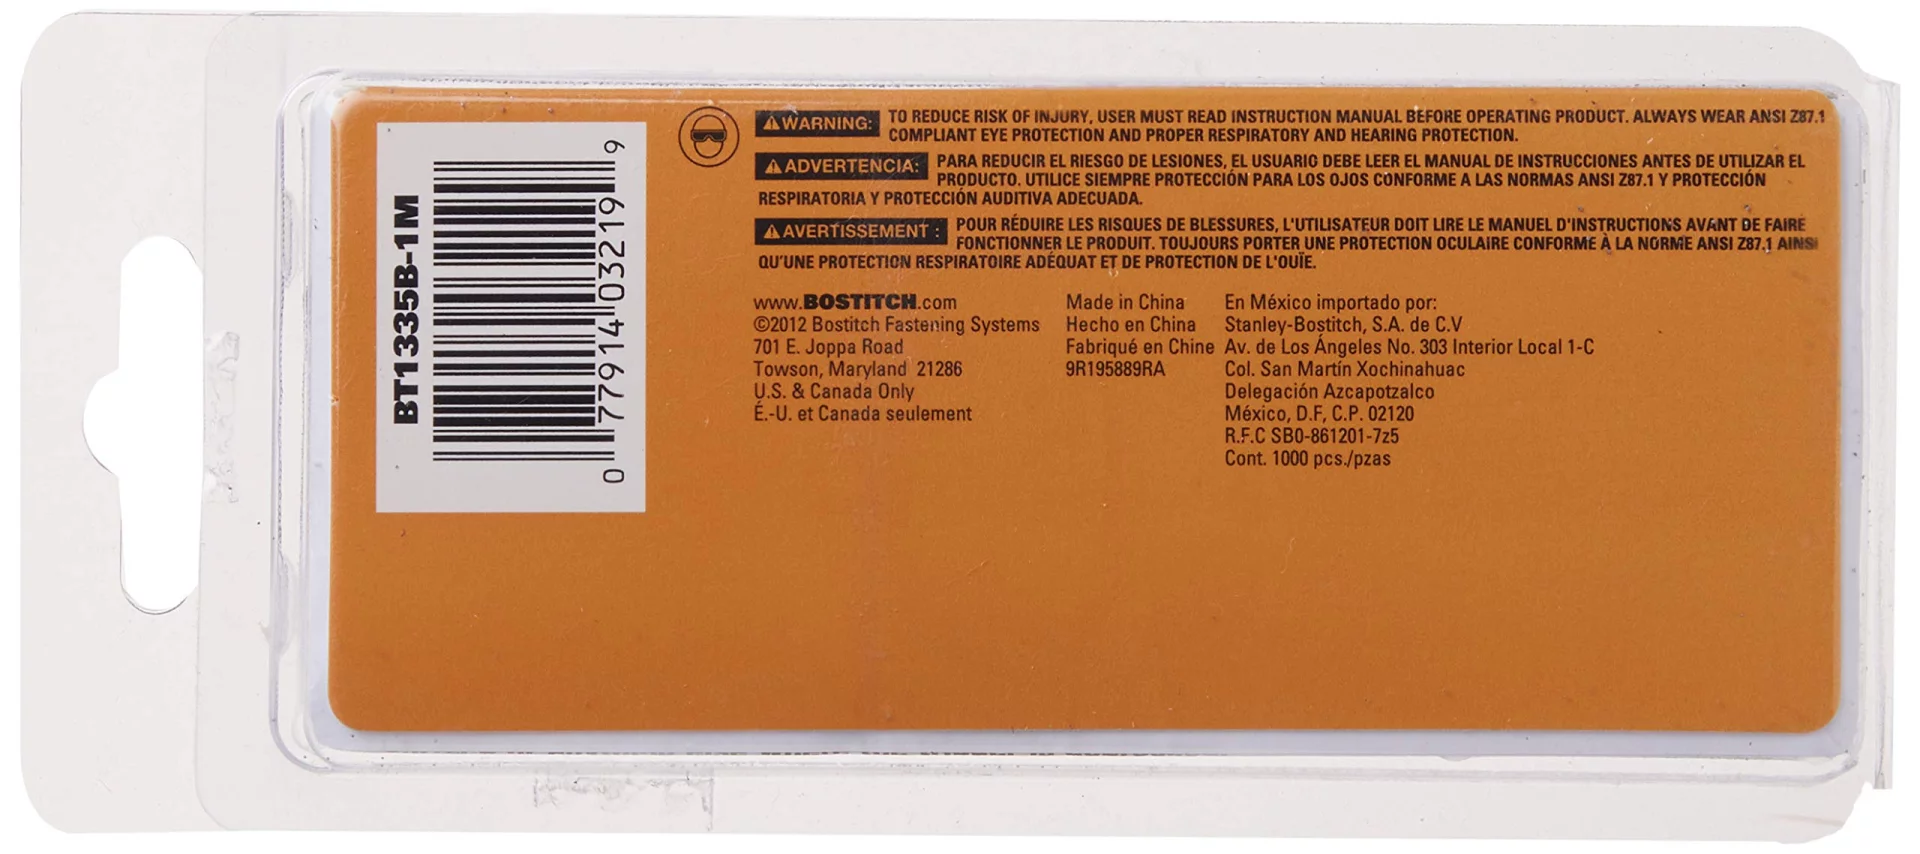 BT1335B-1M
0 77914 03219 9
WARNING: TO REDUCE RISK OF INJURY, USER MUST READ INSTRUCTION MANUAL BEFORE OPERATING PRODUCT. ALWAYS WEAR ANSI Z87.1
COMPLIANT EYE PROTECTION AND PROPER RESPIRATORY AND HEARING PROTECTION.
ADVERTENCIA: PARA REDUCIR EL RIESGO DE LESIONES, EL USUARIO DEBE LEER EL MANUAL DE INSTRUCCIONES ANTES DE UTILIZAR EL
PRODUCTO. UTILICE SIEMPRE PROTECCIÓN PARA LOS OJOS CONFORME A LAS NORMAS ANSI Z87.1 Y PROTECCIÓN
RESPIRATORIA Y PROTECCIÓN AUDITIVA ADECUADA.
AVERTISSEMENT : POUR RÉDUIRE LES RISQUES DE BLESSURES, L'UTILISATEUR DOIT LIRE LE MANUEL D'INSTRUCTIONS AVANT DE FAIRE
FONCTIONNER LE PRODUIT. TOUJOURS PORTER UNE PROTECTION OCULAIRE CONFORME À LA NORME ANSI Z87.1 AINSI
QU'UNE PROTECTION RESPIRATOIRE ADÉQUAT ET DE PROTECTION DE L'OUÏE.
www.BOSTITCH.com
©2012 Bostitch Fastening Systems
701 E. Joppa Road
Towson, Maryland 21286
U.S. & Canada Only
É.-U. et Canada seulement
Made in China
Hecho en China
Fabriqué en Chine
9R195889RA
En México importado por:
Stanley-Bostitch, S.A. de C.V
Av. de Los Ángeles No. 303 Interior Local 1-C
Col. San Martín Xochinahuac
Delegación Azcapotzalco
México, D.F, C.P. 02120
R.F.C SB0-861201-7z5
Cont. 1000 pcs./pzas